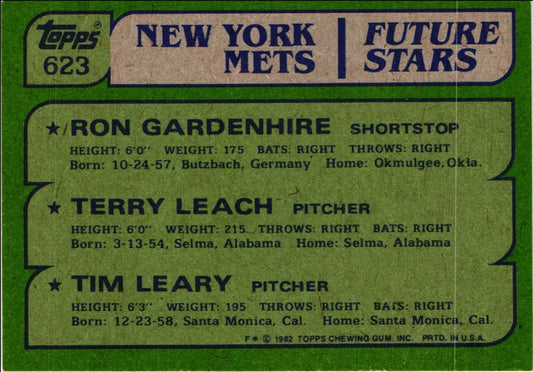 Topps
623
NEW YORK METS
FUTURE STARS
★ RON GARDENHIRE SHORTSTOP
HEIGHT: 6'0" WEIGHT: 175 BATS: RIGHT THROWS: RIGHT
Born: 10-24-57, Butzbach, Germany Home: Okmulgee, Okla.
★ TERRY LEACH PITCHER
HEIGHT: 6'0" WEIGHT: 215 THROWS: RIGHT BATS: RIGHT
Born: 3-13-54, Selma, Alabama Home: Selma, Alabama
★ TIM LEARY PITCHER
HEIGHT: 6'3" WEIGHT: 195 THROWS: RIGHT BATS: RIGHT
Born: 12-23-58, Santa Monica, Cal. Home: Santa Monica, Cal.
F* © 1982 TOPPS CHEWING GUM, INC. PRTD. IN U.S.A.